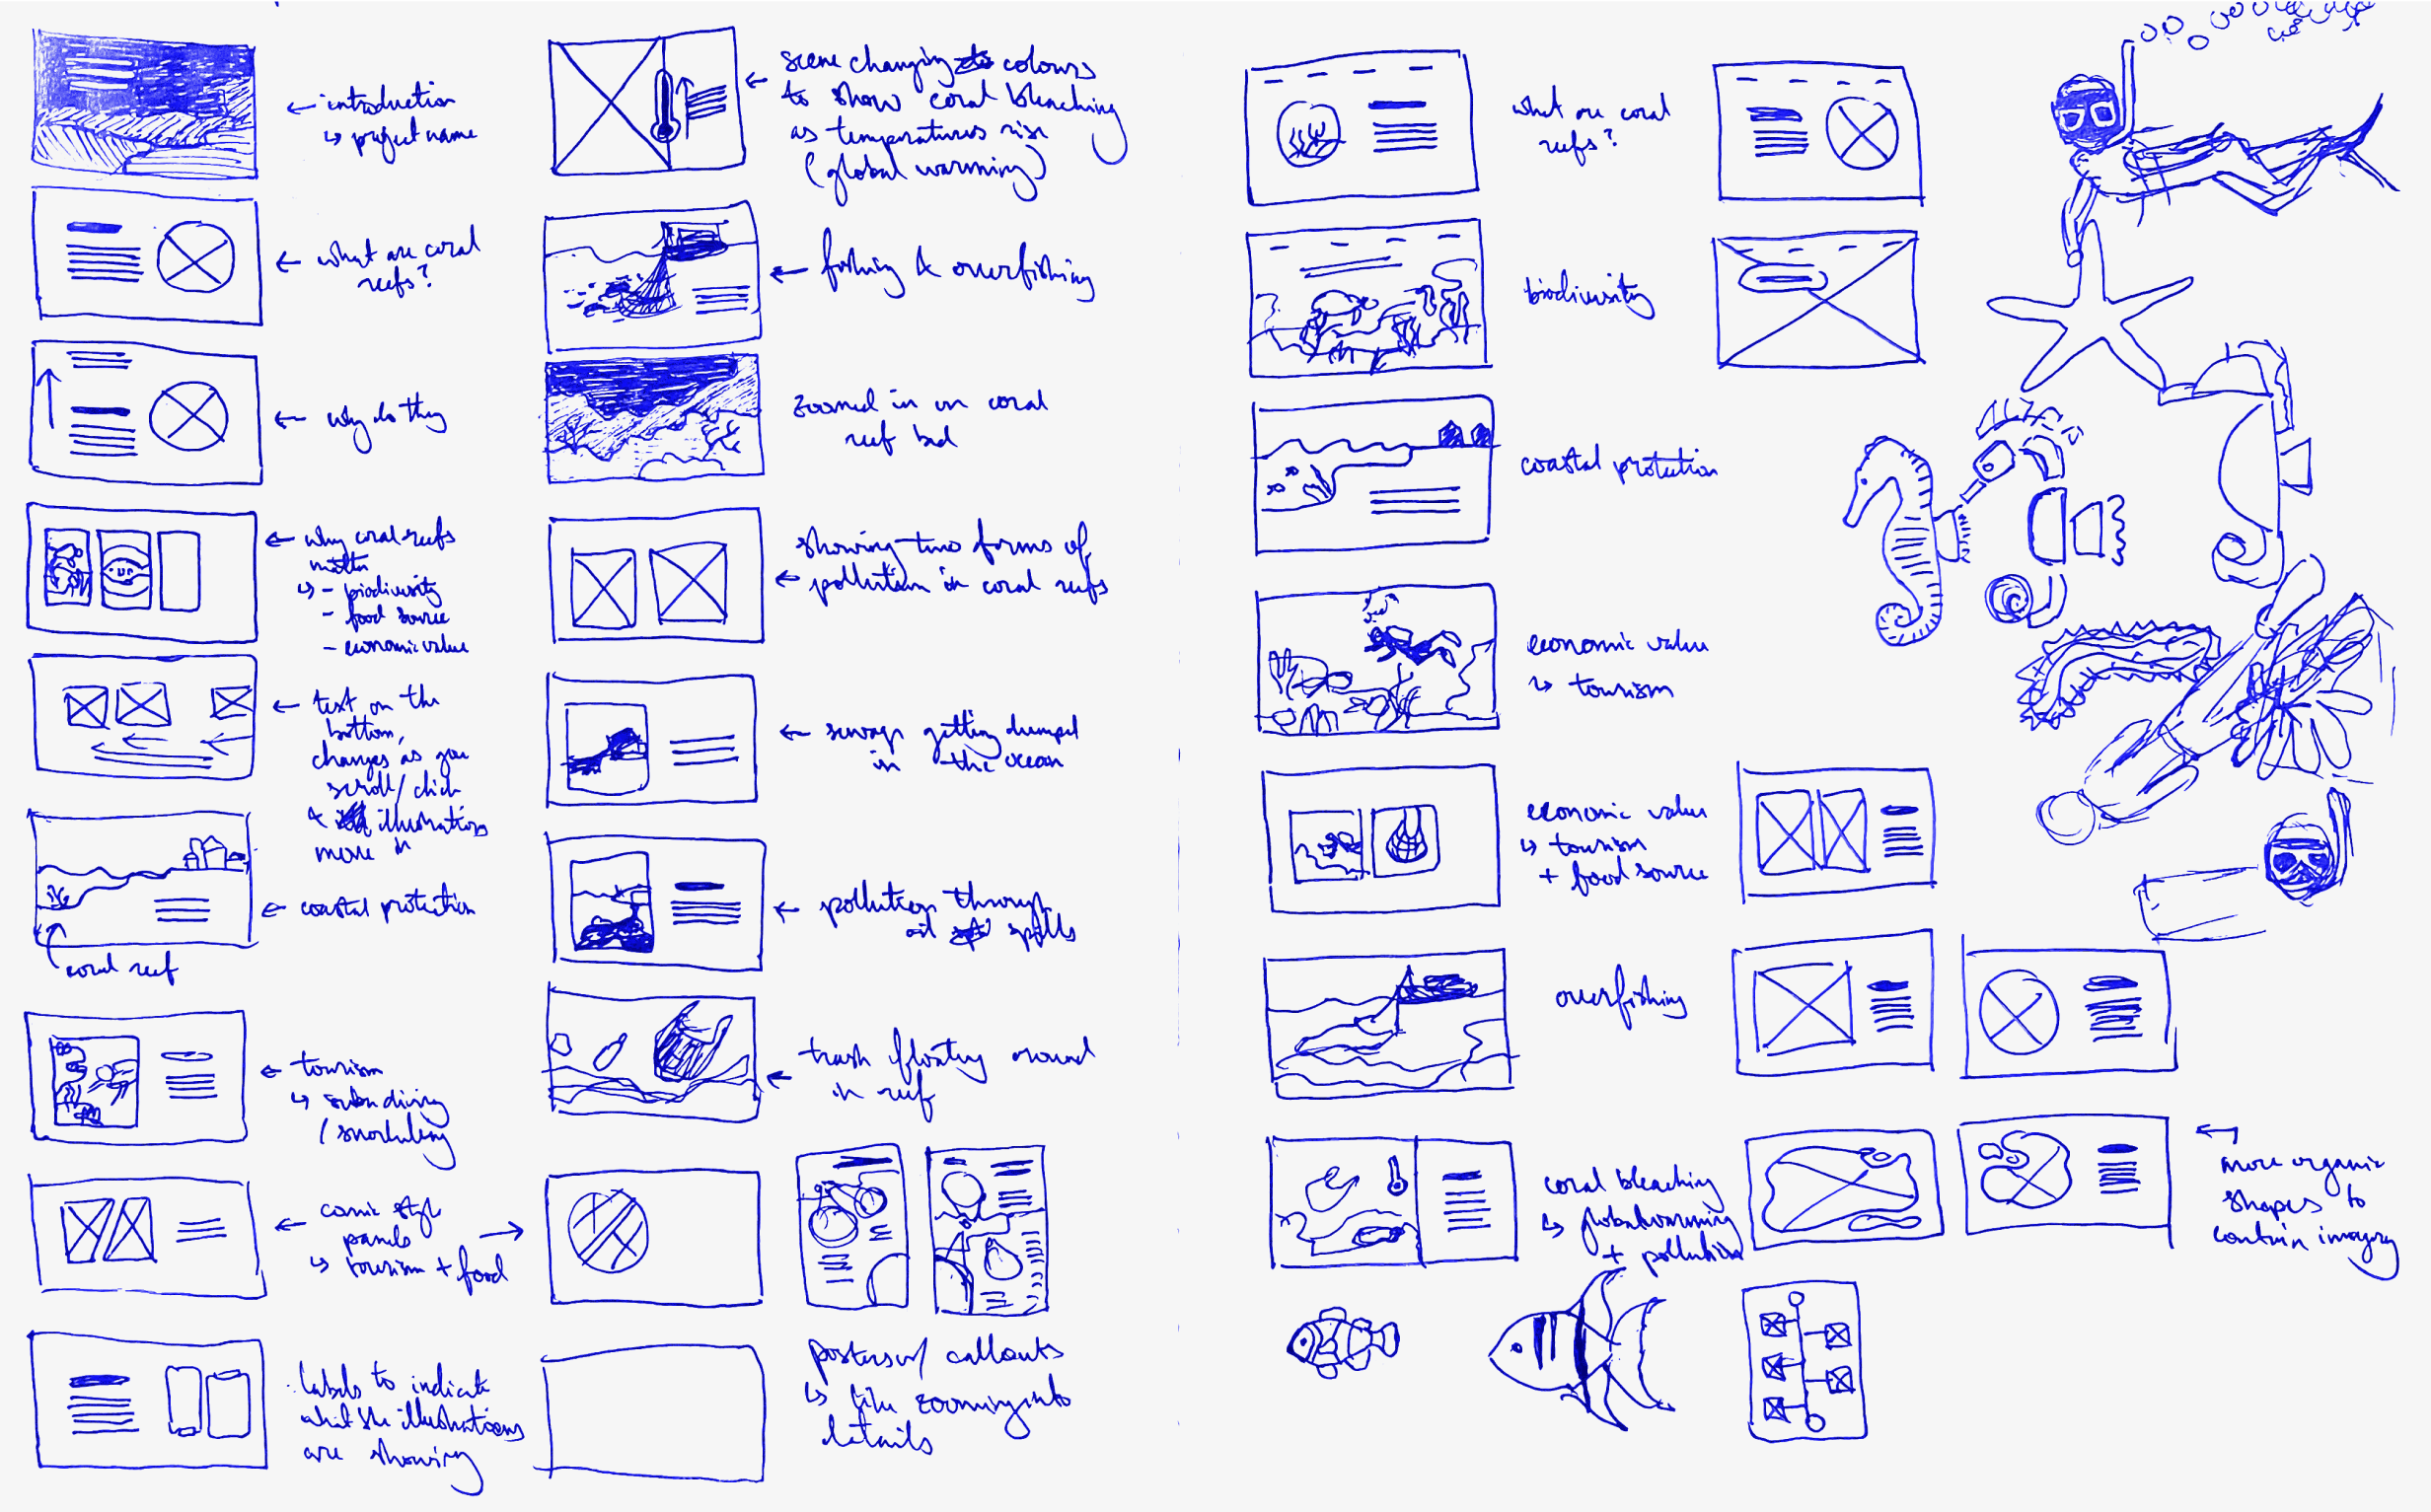 ← introduction
↳ project name
← what are coral
reefs?
← why do they
← why coral reefs
matter
↳ - biodiversity
- food source
- economic value
← text on the
bottom,
changes as you
scroll/click
& illustrations
move in
← coastal protection
coral reef
← tourism
↳ scuba diving
/ snorkeling
← comic style
panels
↳ tourism + food →
labels to indicate
what the illustrations
are showing
← scene changing colours
to show coral bleaching
as temperatures rise
(global warming)
← fishing & overfishing
zoomed in on coral
reef bed
showing two forms of
← pollution in coral reefs
← sewage getting dumped
in the ocean
← pollution through
oil spills
← trash floating around
in reef
posters w/ callouts
↳ like zooming into
details
what are coral
reefs?
biodiversity
coastal protection
economic value
↳ tourism
economic value
↳ tourism
+ food source
overfishing
coral bleaching
↳ global warming
+ pollution
more organic
shapes to
contain imagery